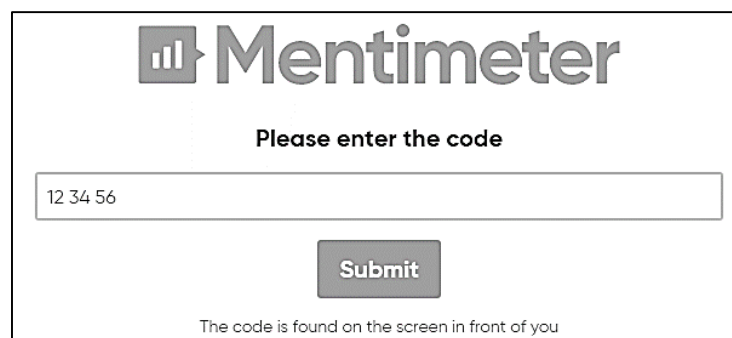 Mentimeter
Please enter the code
12 34 56
Submit
The code is found on the screen in front of you